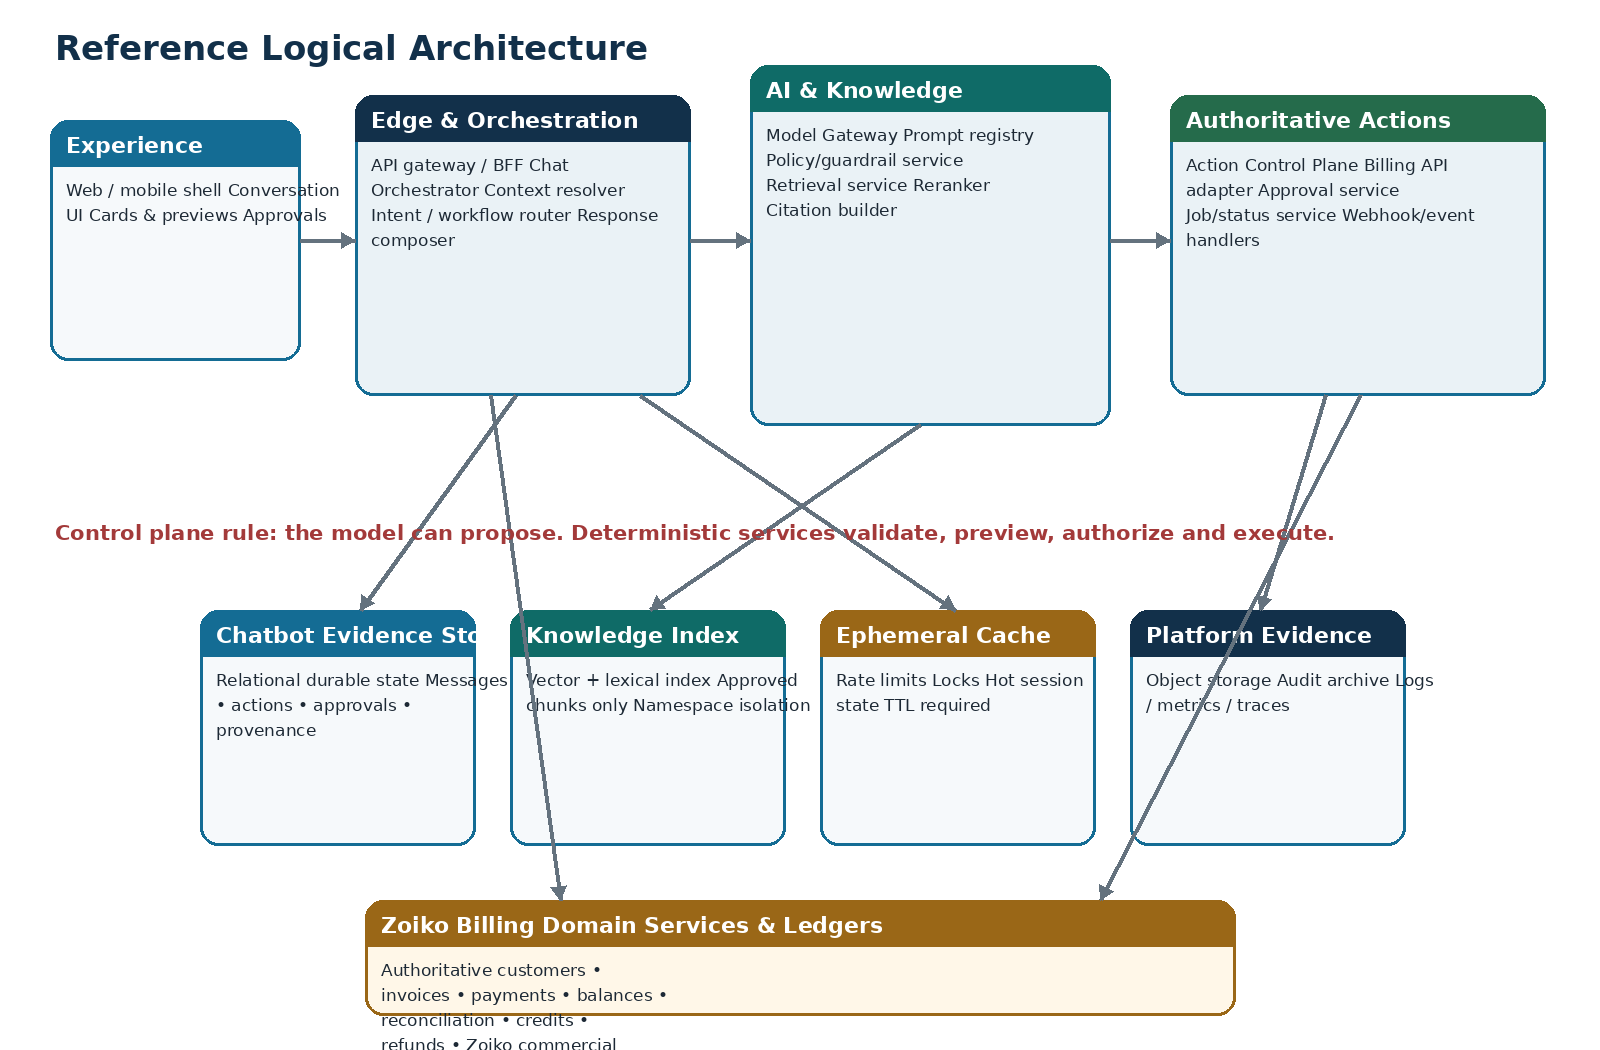 Reference Logical Architecture
Experience
Web / mobile shell Conversation
UI Cards & previews Approvals
Edge & Orchestration
API gateway / BFF Chat
Orchestrator Context resolver
Intent / workflow router Response
composer
AI & Knowledge
Model Gateway Prompt registry
Policy/guardrail service
Retrieval service Reranker
Citation builder
Authoritative Actions
Action Control Plane Billing API
adapter Approval service
Job/status service Webhook/event
handlers
Control plane rule: the model can propose. Deterministic services validate, preview, authorize and execute.
Chatbot Evidence Sto
Relational durable state Messages
• actions • approvals •
provenance
Knowledge Index
Vector + lexical index Approved
chunks only Namespace isolation
Ephemeral Cache
Rate limits Locks Hot session
state TTL required
Platform Evidence
Object storage Audit archive Logs
/ metrics / traces
Zoiko Billing Domain Services & Ledgers
Authoritative customers •
invoices • payments • balances •
reconciliation • credits •
refunds • Zoiko commercial